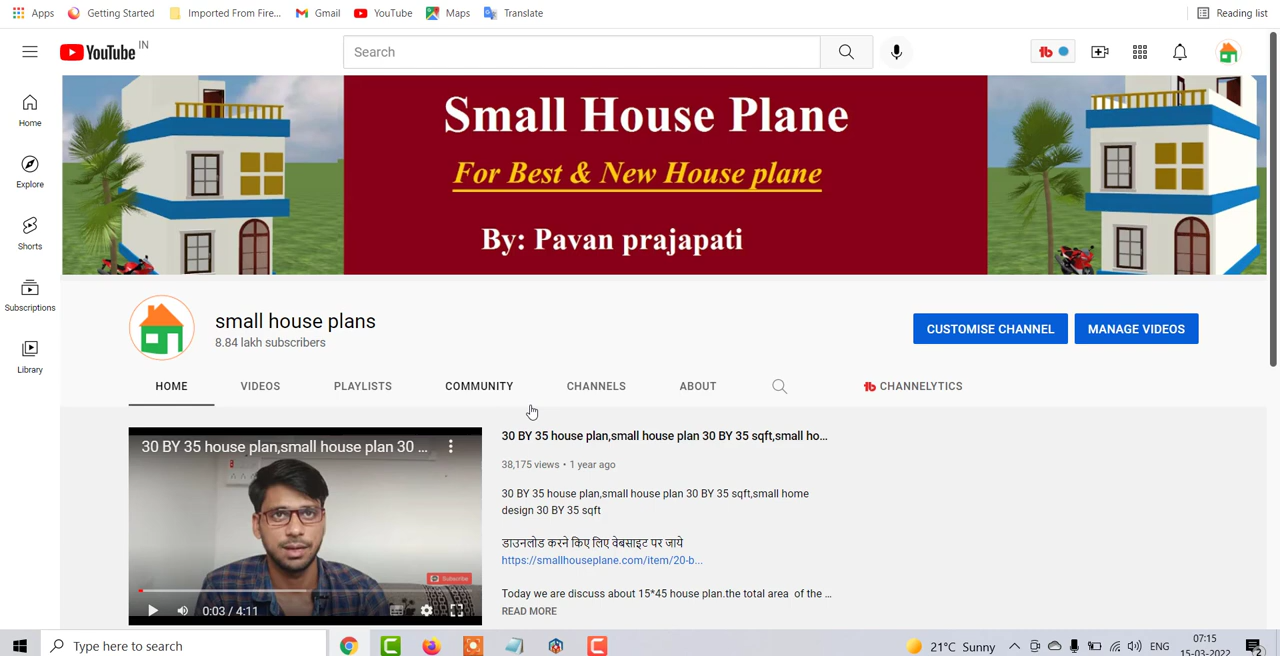 Apps Getting Started Imported From Fire... Gmail YouTube Maps Translate Reading list
YouTube IN Search
Home
Explore
Shorts
Subscriptions
Library
Small House Plane
For Best & New House plane
By: Pavan prajapati
small house plans
8.84 lakh subscribers
CUSTOMISE CHANNEL MANAGE VIDEOS
HOME VIDEOS PLAYLISTS COMMUNITY CHANNELS ABOUT CHANNELYTICS
30 BY 35 house plan,small house plan 30 ...
Subscribe
0:03 / 4:11
30 BY 35 house plan,small house plan 30 BY 35 sqft,small ho...
38,175 views • 1 year ago
30 BY 35 house plan,small house plan 30 BY 35 sqft,small home
design 30 BY 35 sqft
डाउनलोड करने किए लिए वेबसाइट पर जाये
https://smallhouseplane.com/item/20-b...
Today we are discuss about 15*45 house plan.the total area of the ...
READ MORE
Type here to search 21°C Sunny ENG 07:15
15-03-2022 2